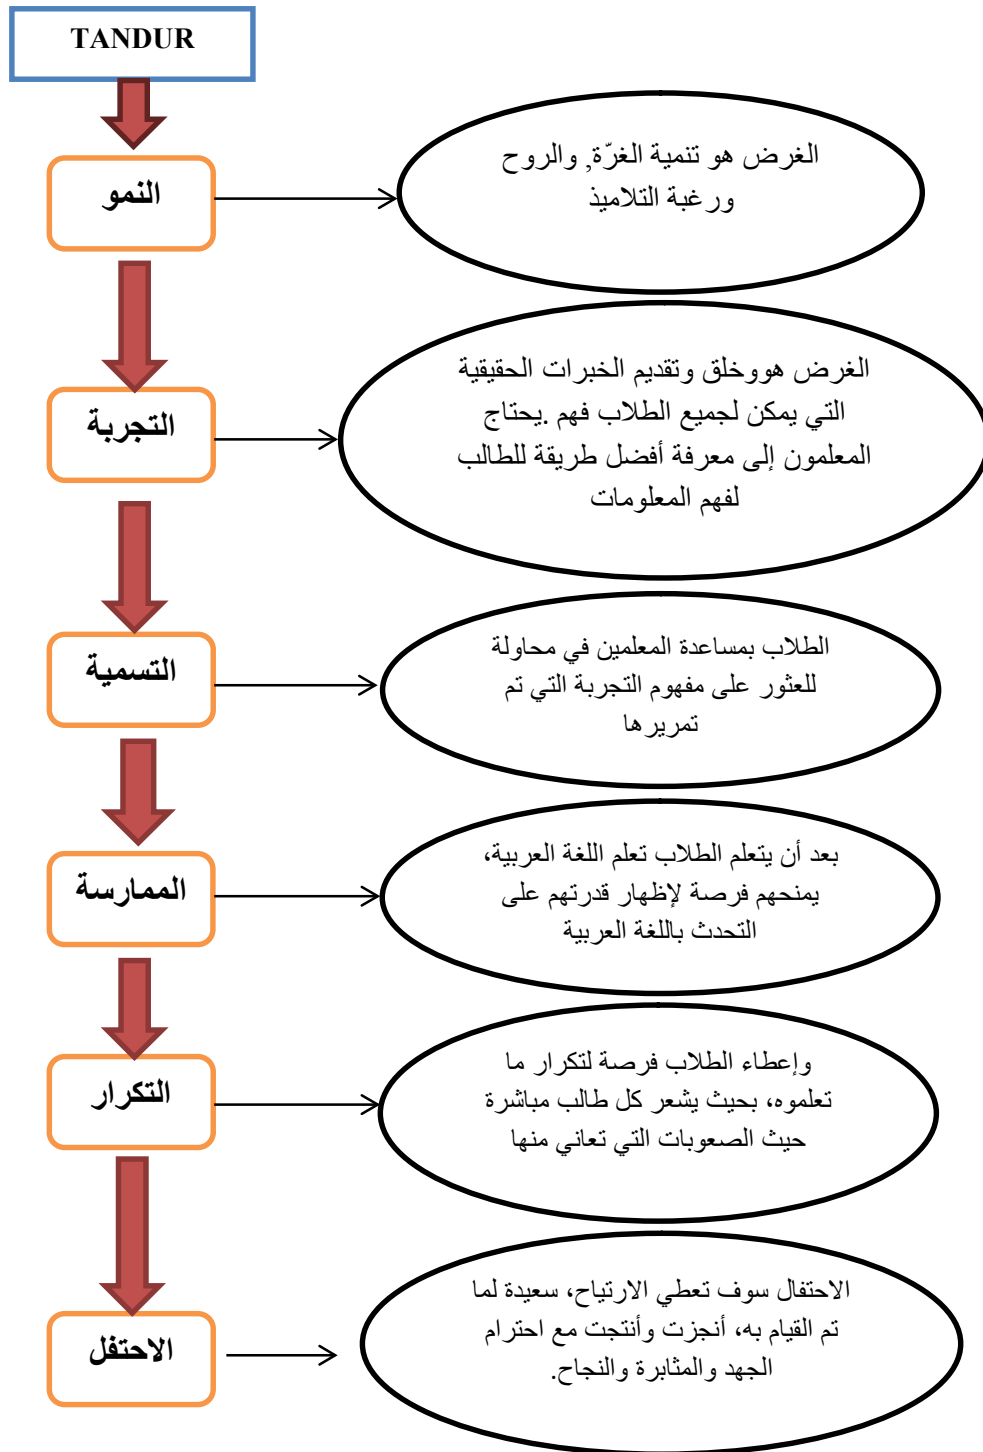 TANDUR
النمو
الغرض هو تنمية الغرّة, والروح
ورغبة التلاميذ
التجربة
الغرض هووخلق وتقديم الخبرات الحقيقية
التي يمكن لجميع الطلاب فهم .يحتاج
المعلمون إلى معرفة أفضل طريقة للطالب
لفهم المعلومات
التسمية
الطلاب بمساعدة المعلمين في محاولة
للعثور على مفهوم التجربة التي تم
تمريرها
الممارسة
بعد أن يتعلم الطلاب تعلم اللغة العربية،
يمنحهم فرصة لإظهار قدرتهم على
التحدث باللغة العربية
التكرار
وإعطاء الطلاب فرصة لتكرار ما
تعلموه، بحيث يشعر كل طالب مباشرة
حيث الصعوبات التي تعاني منها
الاحتفل
الاحتفال سوف تعطي الارتياح، سعيدة لما
تم القيام به، أنجزت وأنتجت مع احترام
الجهد والمثابرة والنجاح.